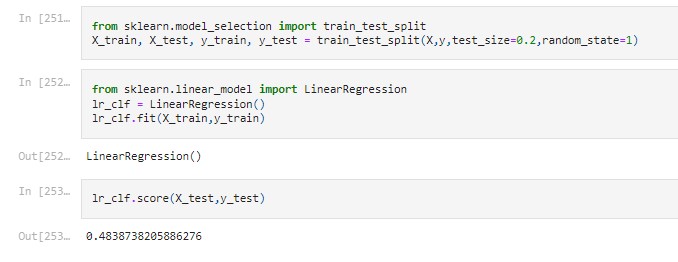 In [251…
from sklearn.model_selection import train_test_split
X_train, X_test, y_train, y_test = train_test_split(X,y,test_size=0.2,random_state=1)
In [252…
from sklearn.linear_model import LinearRegression
lr_clf = LinearRegression()
lr_clf.fit(X_train,y_train)
Out[252…
LinearRegression()
In [253…
lr_clf.score(X_test,y_test)
Out[253…
0.4838738205886276